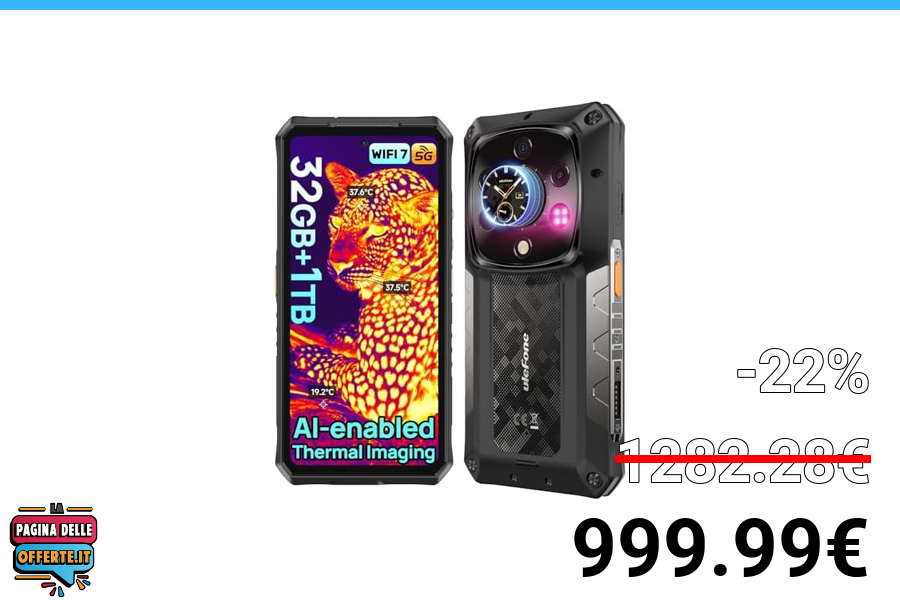 WIFI 7 5G
32GB+1TB
37.6°C
37.5°C
19.2°C
AI-enabled
Thermal Imaging
ulefone
-22%
1282.28€
999.99€
LA
PAGINA DELLE
OFFERTE.IT